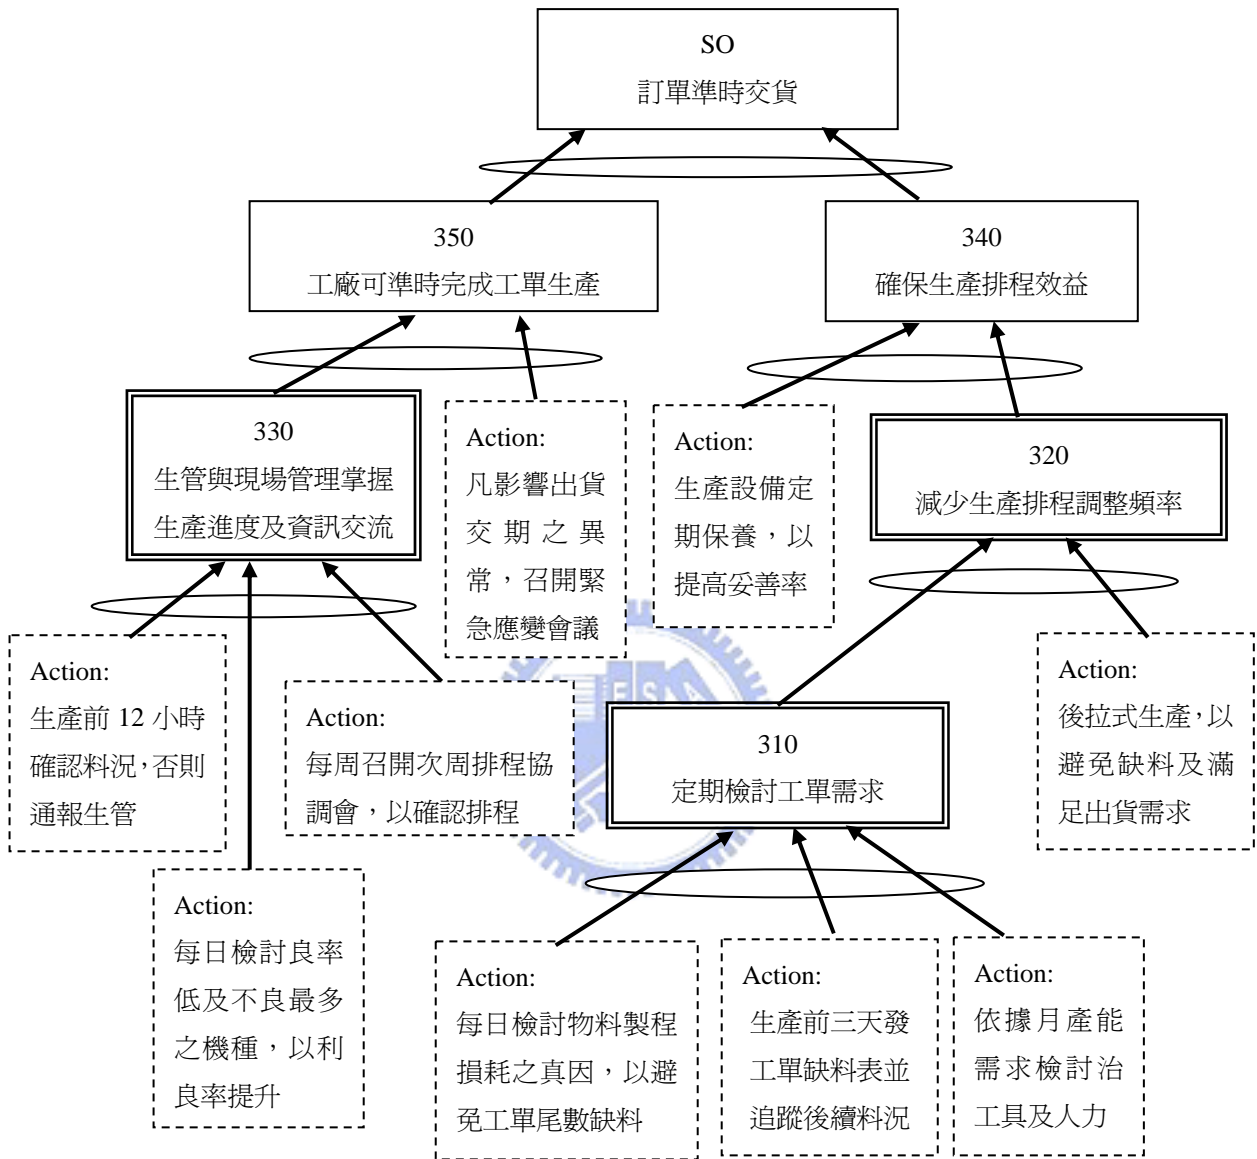 SO
訂單準時交貨
350
工廠可準時完成工單生產
340
確保生產排程效益
330
生管與現場管理掌握
生產進度及資訊交流
Action:
凡影響出貨
交期之異
常，召開緊
急應變會議
Action:
生產設備定
期保養，以
提高妥善率
320
減少生產排程調整頻率
Action:
生產前 12 小時
確認料況，否則
通報生管
Action:
每周召開次周排程協
調會，以確認排程
310
定期檢討工單需求
Action:
後拉式生產，以
避免缺料及滿
足出貨需求
Action:
每日檢討良率
低及不良最多
之機種，以利
良率提升
Action:
每日檢討物料製程
損耗之真因，以避
免工單尾數缺料
Action:
生產前三天發
工單缺料表並
追蹤後續料況
Action:
依據月產能
需求檢討治
工具及人力